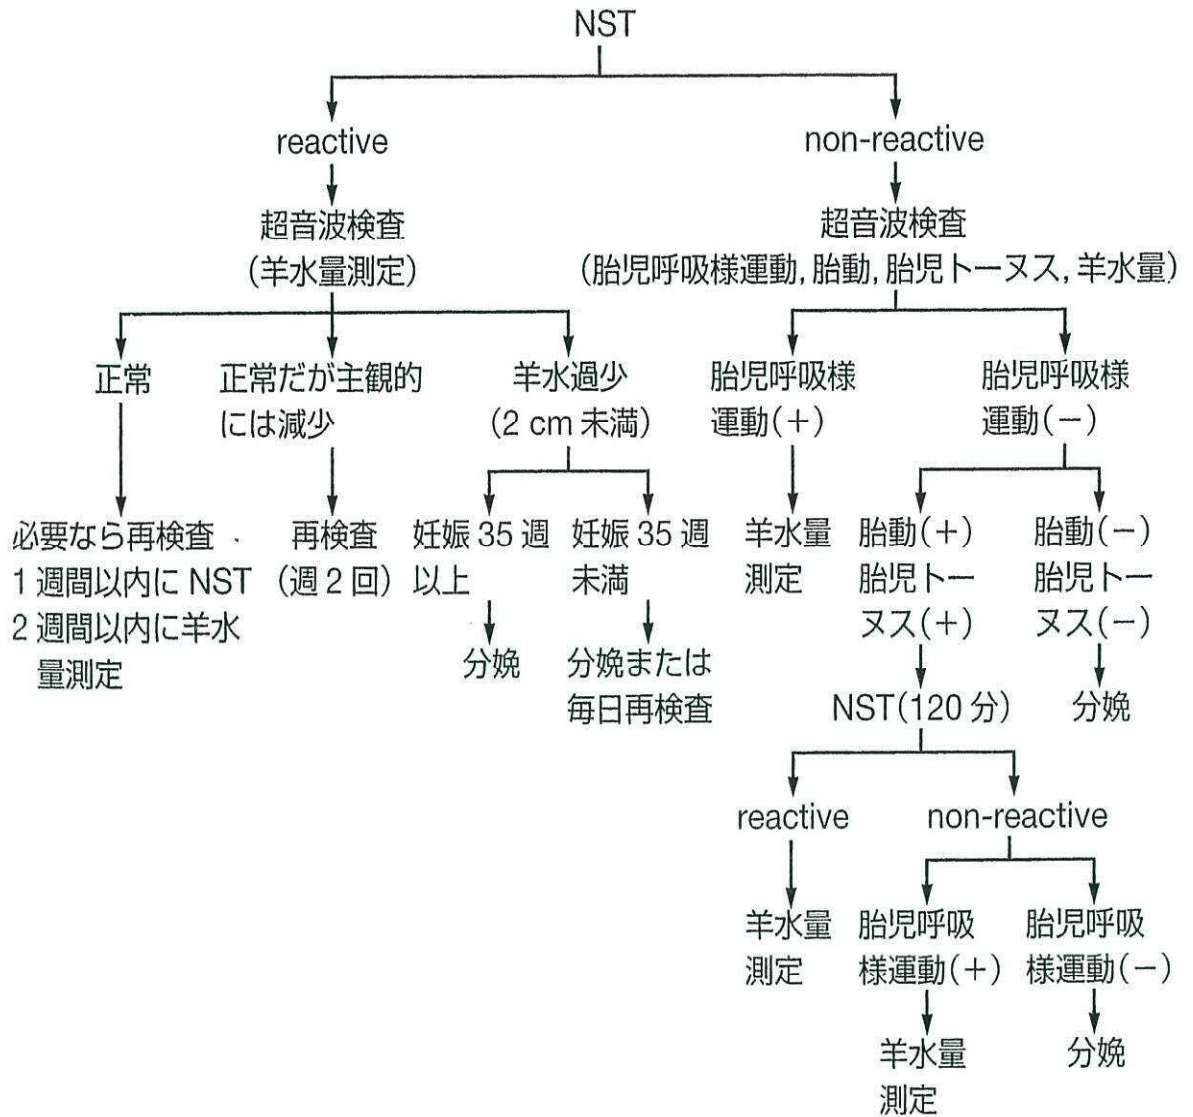 NST
reactive
non-reactive
超音波検査
(羊水量測定)
超音波検査
(胎児呼吸様運動, 胎動, 胎児トーヌス, 羊水量)
正常
正常だが主観的
には減少
羊水過少
(2 cm 未満)
胎児呼吸様
運動(+)
胎児呼吸様
運動(-)
必要なら再検査
1 週間以内に NST
2 週間以内に羊水
量測定
再検査
(週 2 回)
妊娠 35 週
以上
妊娠 35 週
未満
羊水量
測定
胎動(+)
胎児トー
ヌス(+)
胎動(-)
胎児トー
ヌス(-)
分娩
分娩または
毎日再検査
NST(120 分)
分娩
reactive
non-reactive
羊水量
測定
胎児呼吸
様運動(+)
胎児呼吸
様運動(-)
羊水量
測定
分娩